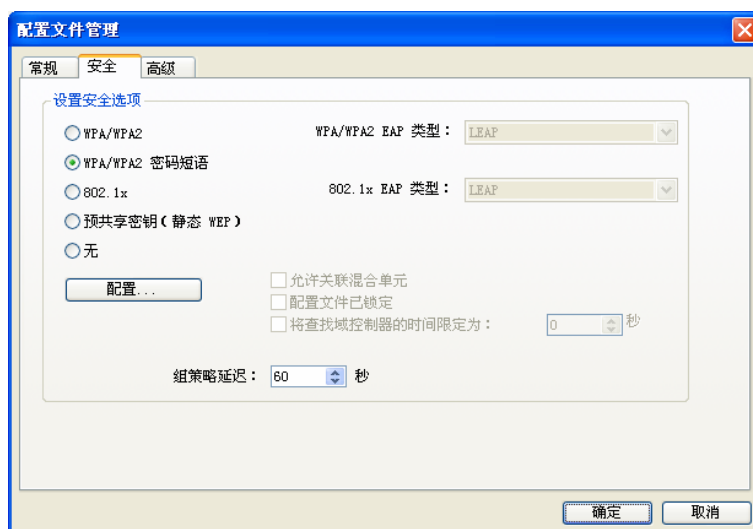 配置文件管理
常规 安全 高级
设置安全选项
WPA/WPA2 WPA/WPA2 EAP 类型： LEAP
WPA/WPA2 密码短语
802.1x 802.1x EAP 类型： LEAP
预共享密钥（静态 WEP）
无
配置... 允许关联混合单元
配置文件已锁定
将查找域控制器的时间限定为： 0 秒
组策略延迟： 60 秒
确定 取消